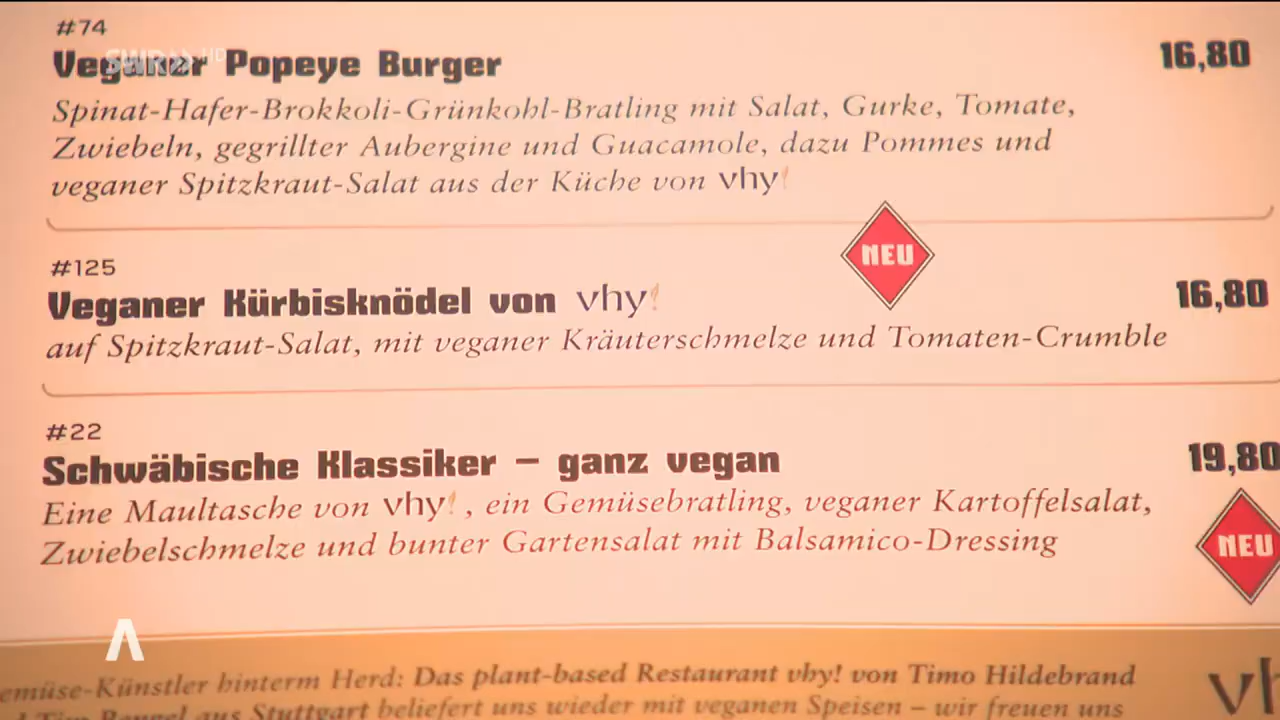 #74
Veganer Popeye Burger 16,80
Spinat-Hafer-Brokkoli-Grünkohl-Bratling mit Salat, Gurke, Tomate,
Zwiebeln, gegrillter Aubergine und Guacamole, dazu Pommes und
veganer Spitzkraut-Salat aus der Küche von vhy!
NEU
#125
Veganer Kürbisknödel von vhy! 16,80
auf Spitzkraut-Salat, mit veganer Kräuterschmelze und Tomaten-Crumble
#22
Schwäbische Klassiker – ganz vegan 19,80
Eine Maultasche von vhy!, ein Gemüsebratling, veganer Kartoffelsalat,
Zwiebelschmelze und bunter Gartensalat mit Balsamico-Dressing
NEU
emüse-Künstler hinterm Herd: Das plant-based Restaurant vhy! von Timo Hildebrand
aus Stuttgart beliefert uns wieder mit veganen Speisen – wir freuen uns
SWR HD